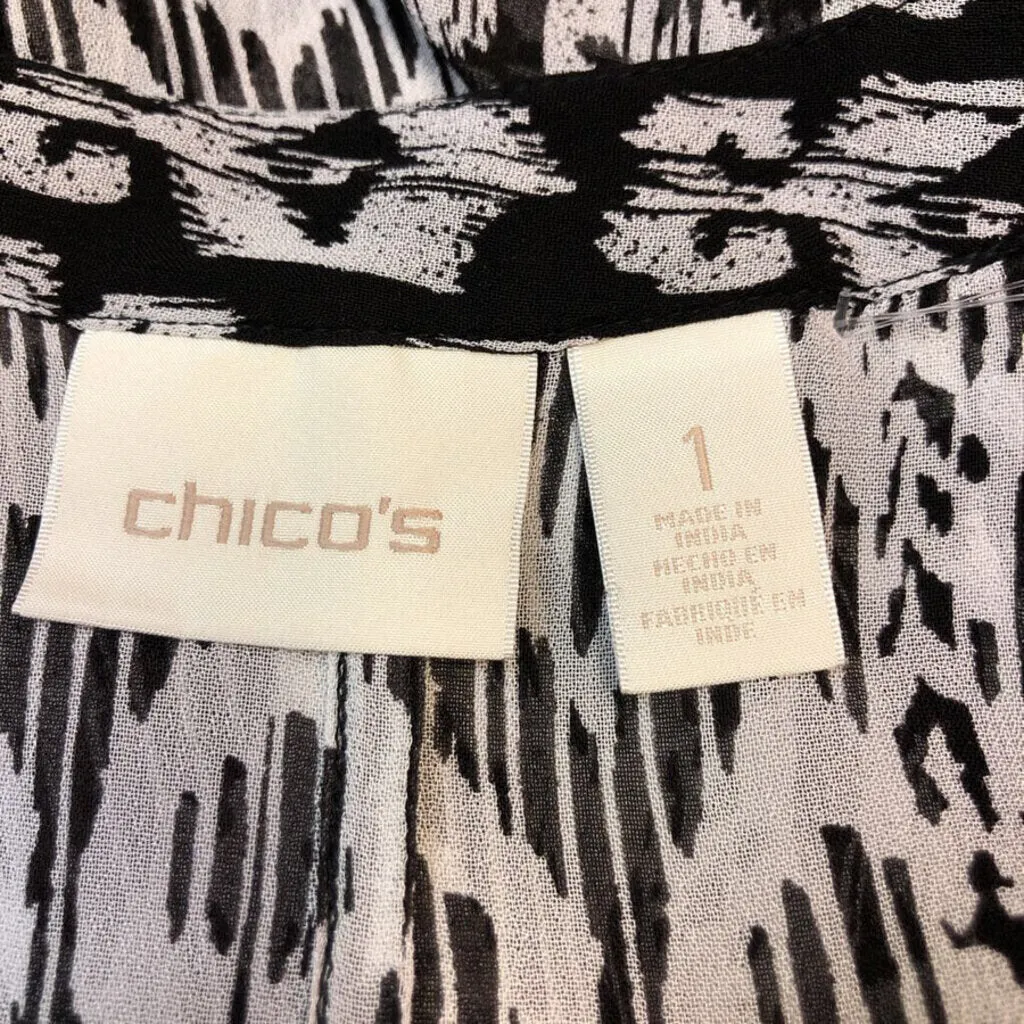 chico's
1
MADE IN
INDIA
HECHO EN
INDIA
FABRIQUÉ EN
INDE